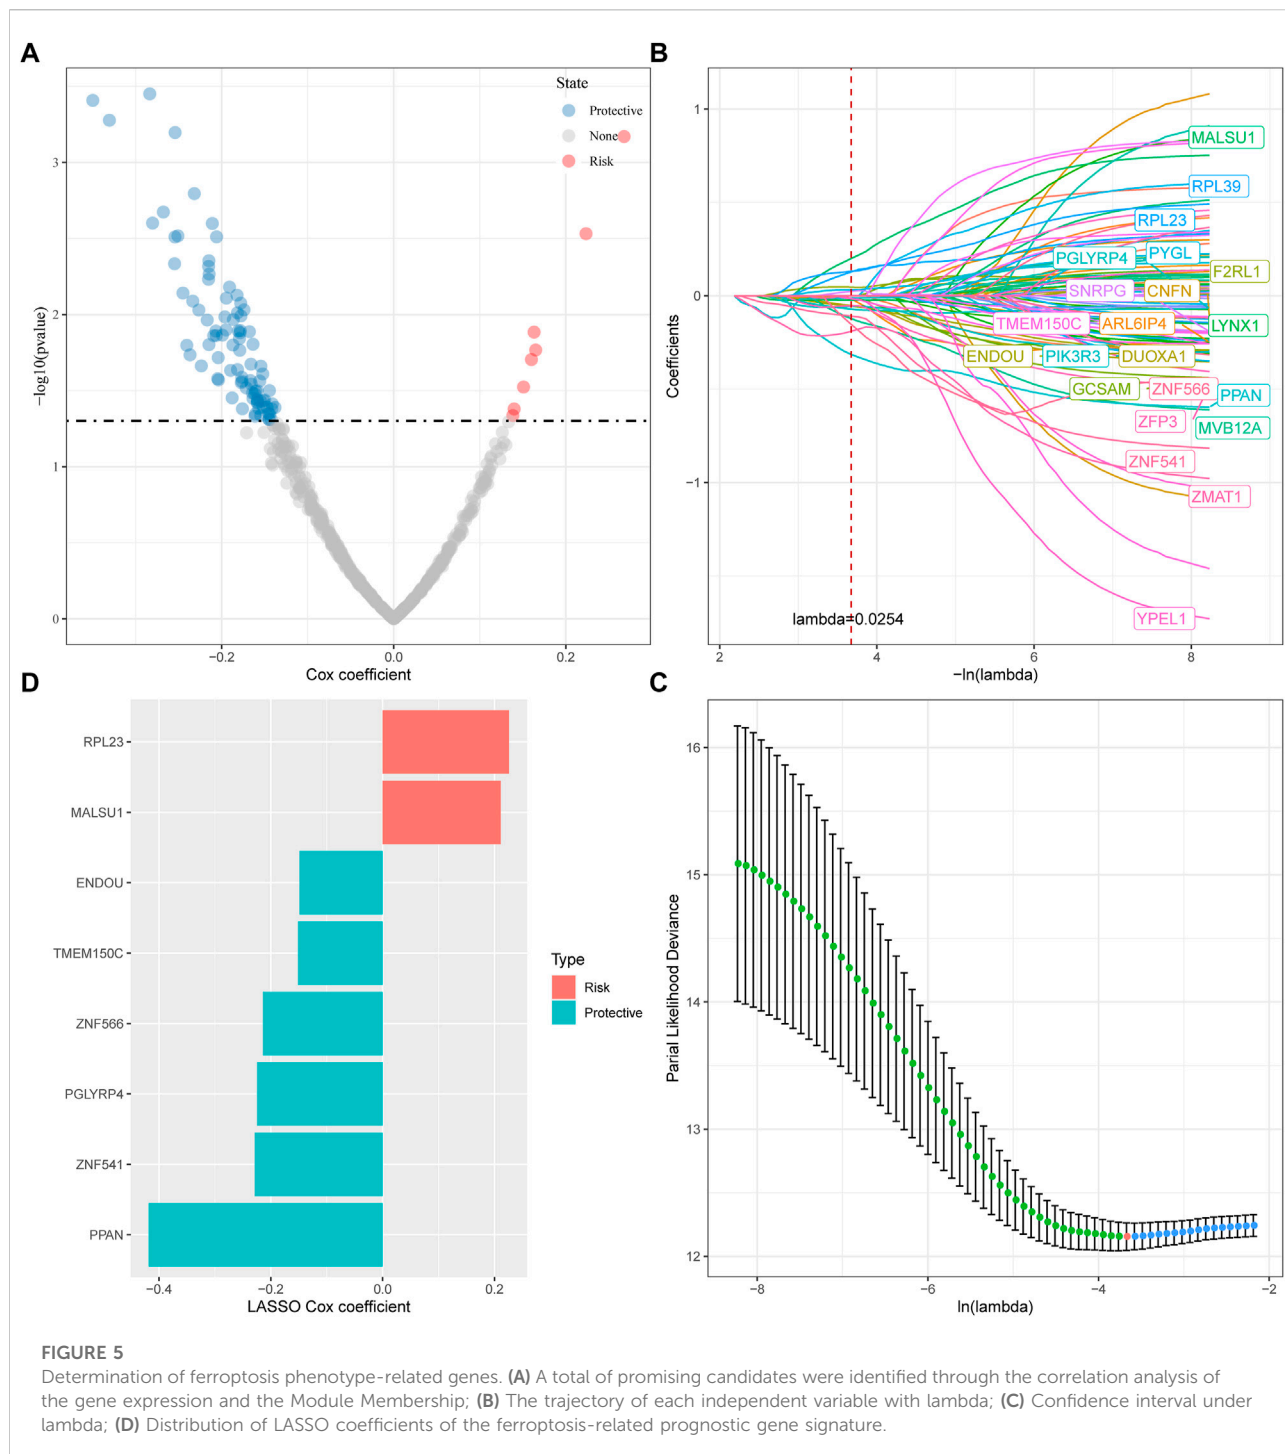 A
State
Protective
None
Risk
3
2
1
0
−log10(pvalue)
−0.2
0.0
0.2
Cox coefficient
B
1
0
−1
Coefficients
MALSU1
RPL39
RPL23
PGLYRP4
PYGL
F2RL1
SNRPG
CNFN
TMEM150C
ARL6IP4
LYNX1
ENDOU
PIK3R3
DUOXA1
GCSAM
ZNF566
PPAN
ZFP3
MVB12A
ZNF541
ZMAT1
YPEL1
lambda=0.0254
2
4
6
8
−ln(lambda)
D
RPL23
MALSU1
ENDOU
TMEM150C
ZNF566
PGLYRP4
ZNF541
PPAN
−0.4
−0.2
0.0
0.2
LASSO Cox coefficient
Type
Risk
Protective
C
16
15
14
13
12
Parial Likelihood Deviance
−8
−6
−4
−2
ln(lambda)
FIGURE 5
Determination of ferroptosis phenotype-related genes. (A) A total of promising candidates were identified through the correlation analysis of
the gene expression and the Module Membership; (B) The trajectory of each independent variable with lambda; (C) Confidence interval under
lambda; (D) Distribution of LASSO coefficients of the ferroptosis-related prognostic gene signature.